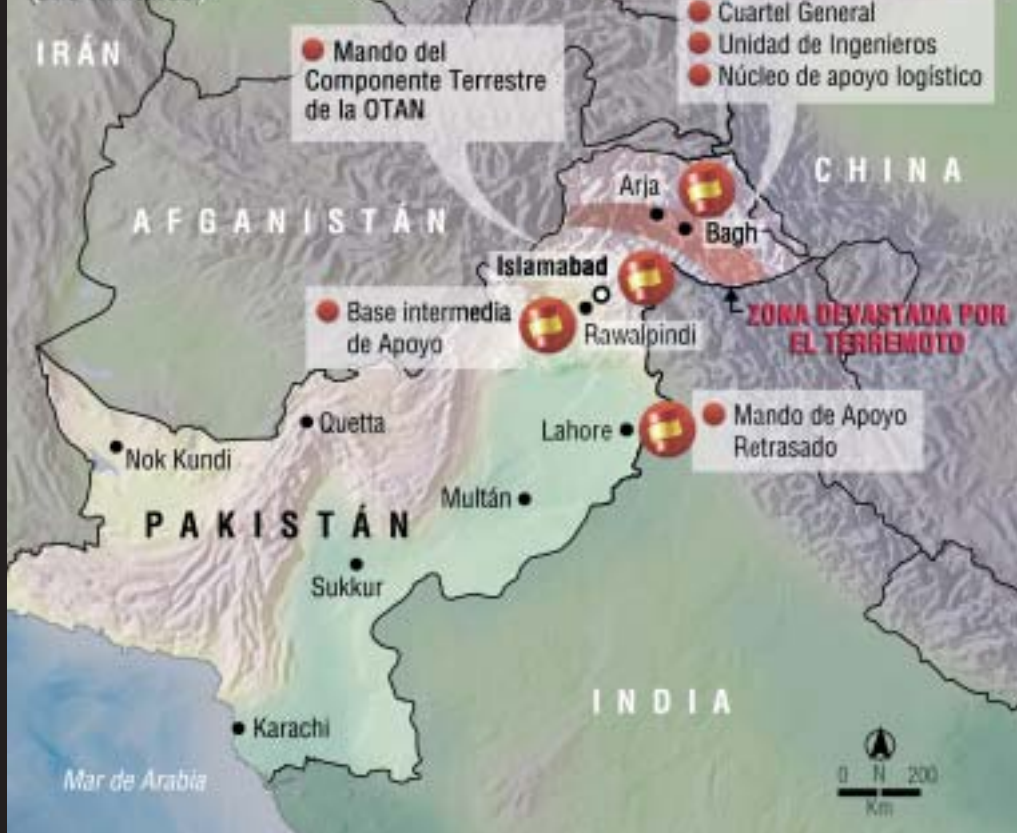 Cuartel General
IRÁN
Mando del
Componente Terrestre
de la OTAN
Unidad de Ingenieros
Núcleo de apoyo logístico
CHINA
Arja
AFGANISTÁN
Bagh
Islamabad
Base intermedia
de Apoyo
Rawalpindi
ZONA DEVASTADA POR
EL TERREMOTO
Quetta
Lahore
Mando de Apoyo
Retrasado
Nok Kundi
Multán
PAKISTÁN
Sukkur
INDIA
Karachi
Mar de Arabia
0 N 200
Km